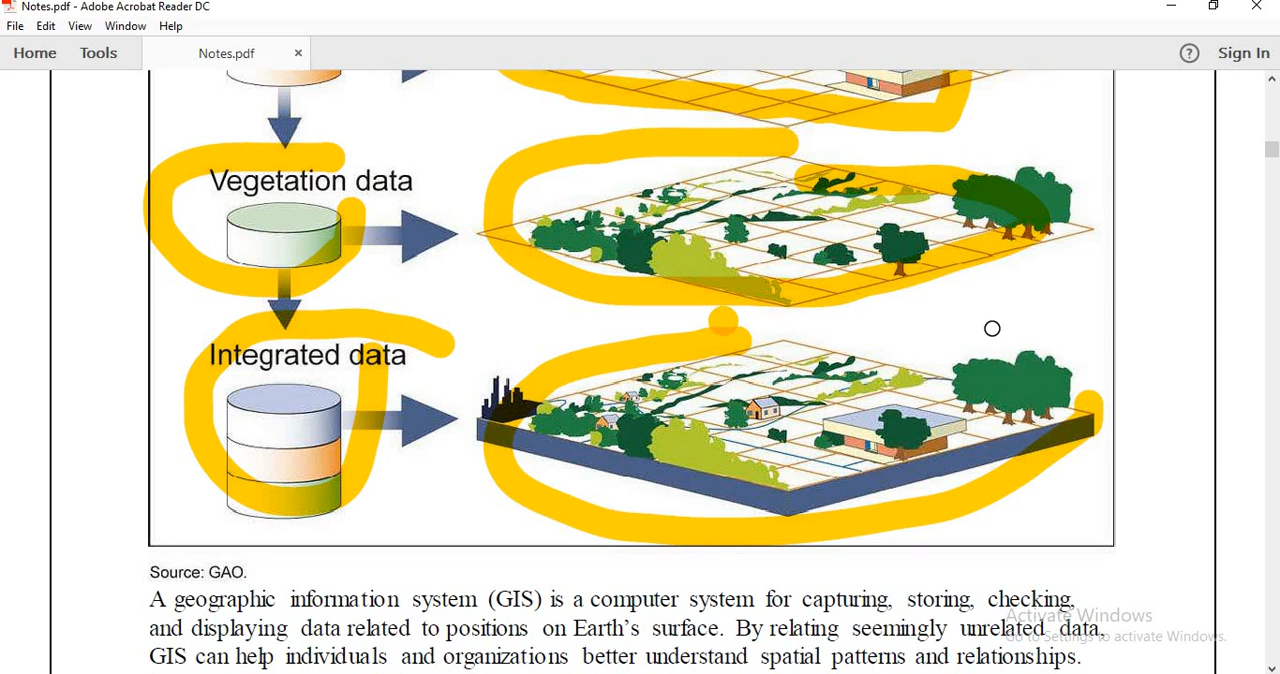 Notes.pdf - Adobe Acrobat Reader DC
File Edit View Window Help
Home Tools Notes.pdf × ? Sign In
Vegetation data
Integrated data
Source: GAO.
A geographic information system (GIS) is a computer system for capturing, storing, checking,
and displaying data related to positions on Earth's surface. By relating seemingly unrelated data,
GIS can help individuals and organizations better understand spatial patterns and relationships.
Activate Windows
Go to Settings to activate Windows.